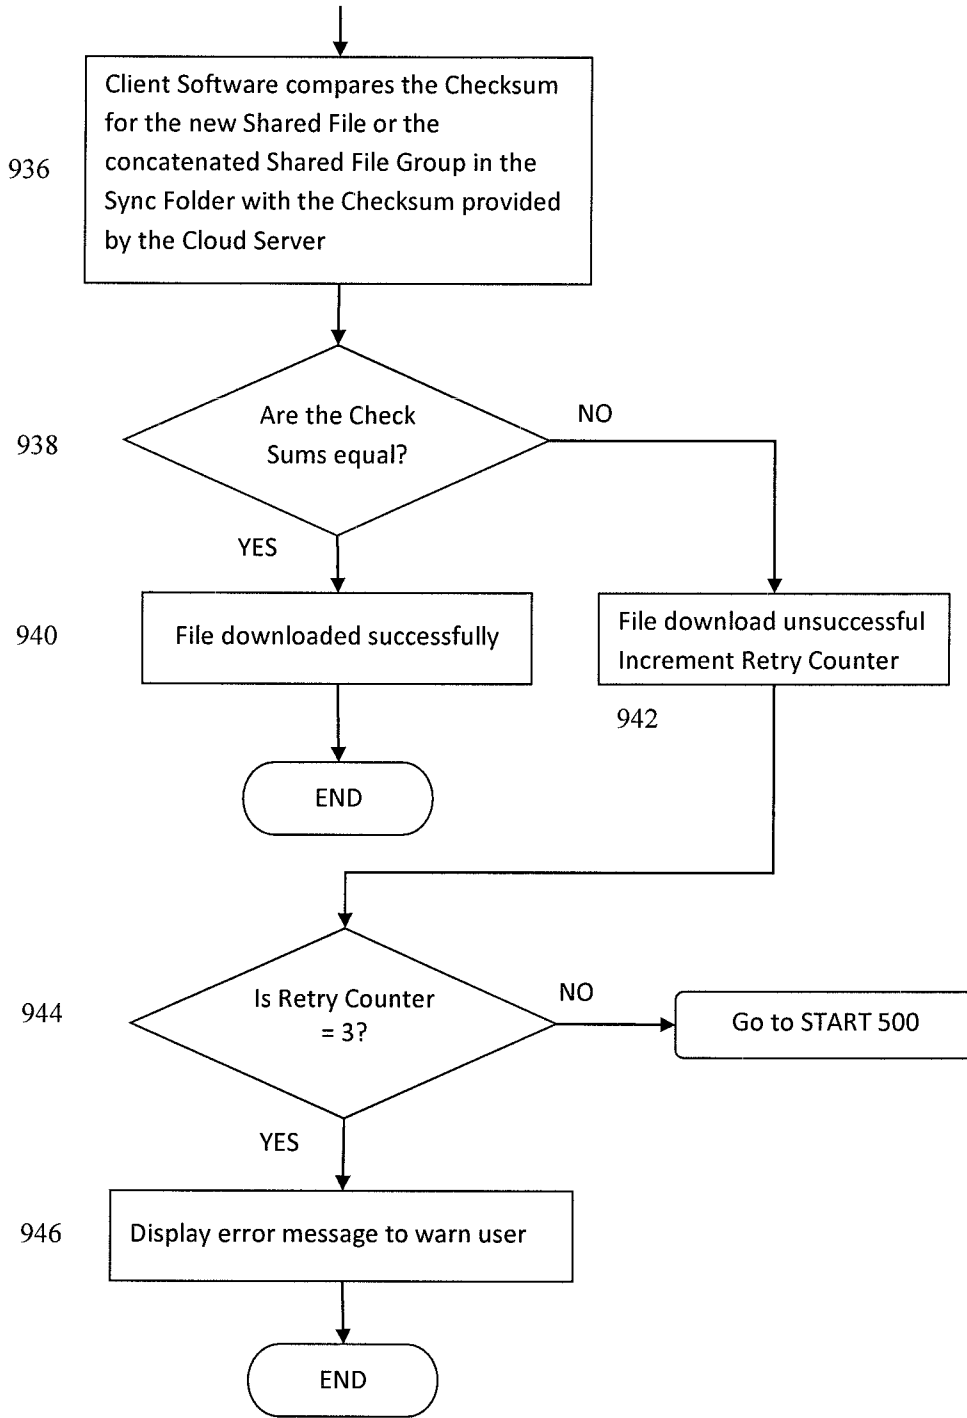 Client Software compares the Checksum
for the new Shared File or the
concatenated Shared File Group in the
Sync Folder with the Checksum provided
by the Cloud Server
936
Are the Check
Sums equal?
938
NO
YES
File downloaded successfully
940
File download unsuccessful
Increment Retry Counter
942
END
Is Retry Counter
= 3?
944
NO
Go to START 500
YES
Display error message to warn user
946
END